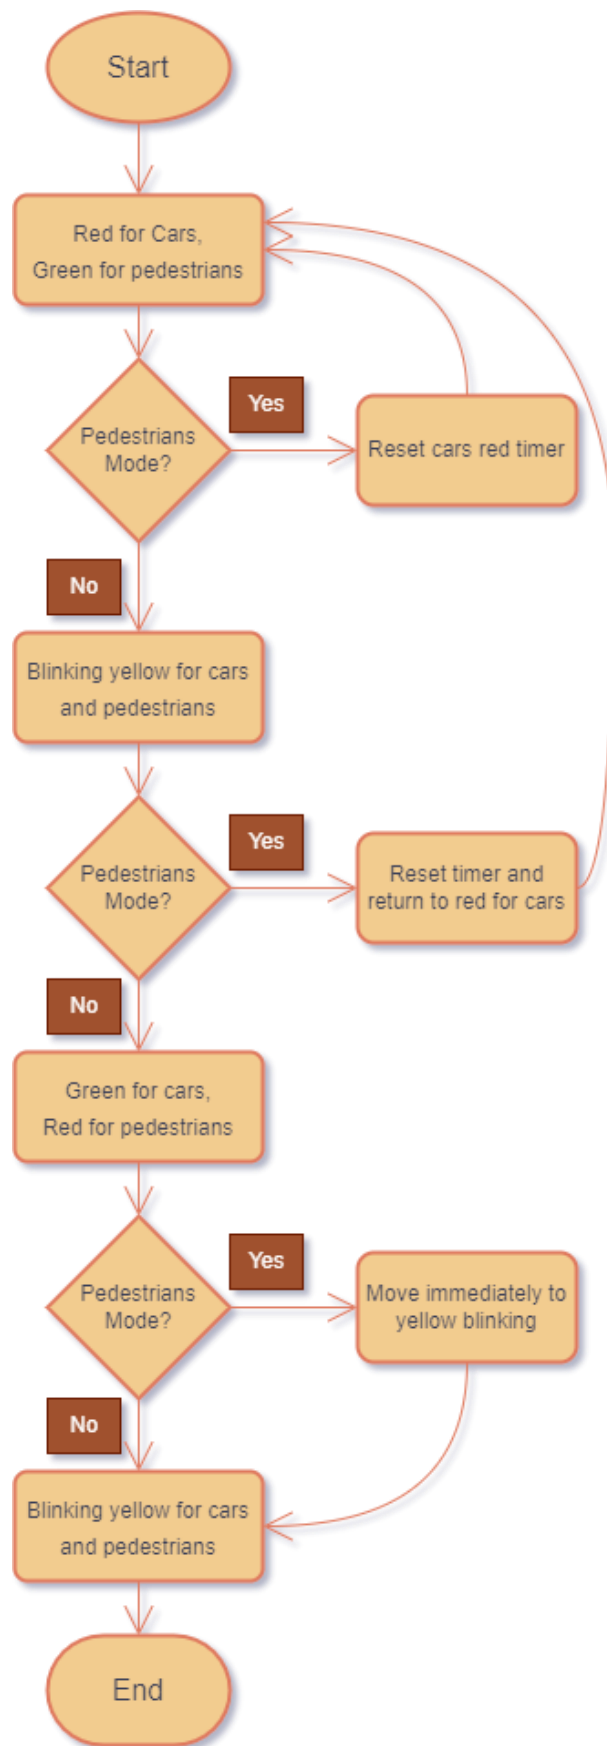 Start
Red for Cars,
Green for pedestrians
Pedestrians
Mode?
Yes
Reset cars red timer
No
Blinking yellow for cars
and pedestrians
Pedestrians
Mode?
Yes
Reset timer and
return to red for cars
No
Green for cars,
Red for pedestrians
Pedestrians
Mode?
Yes
Move immediately to
yellow blinking
No
Blinking yellow for cars
and pedestrians
End